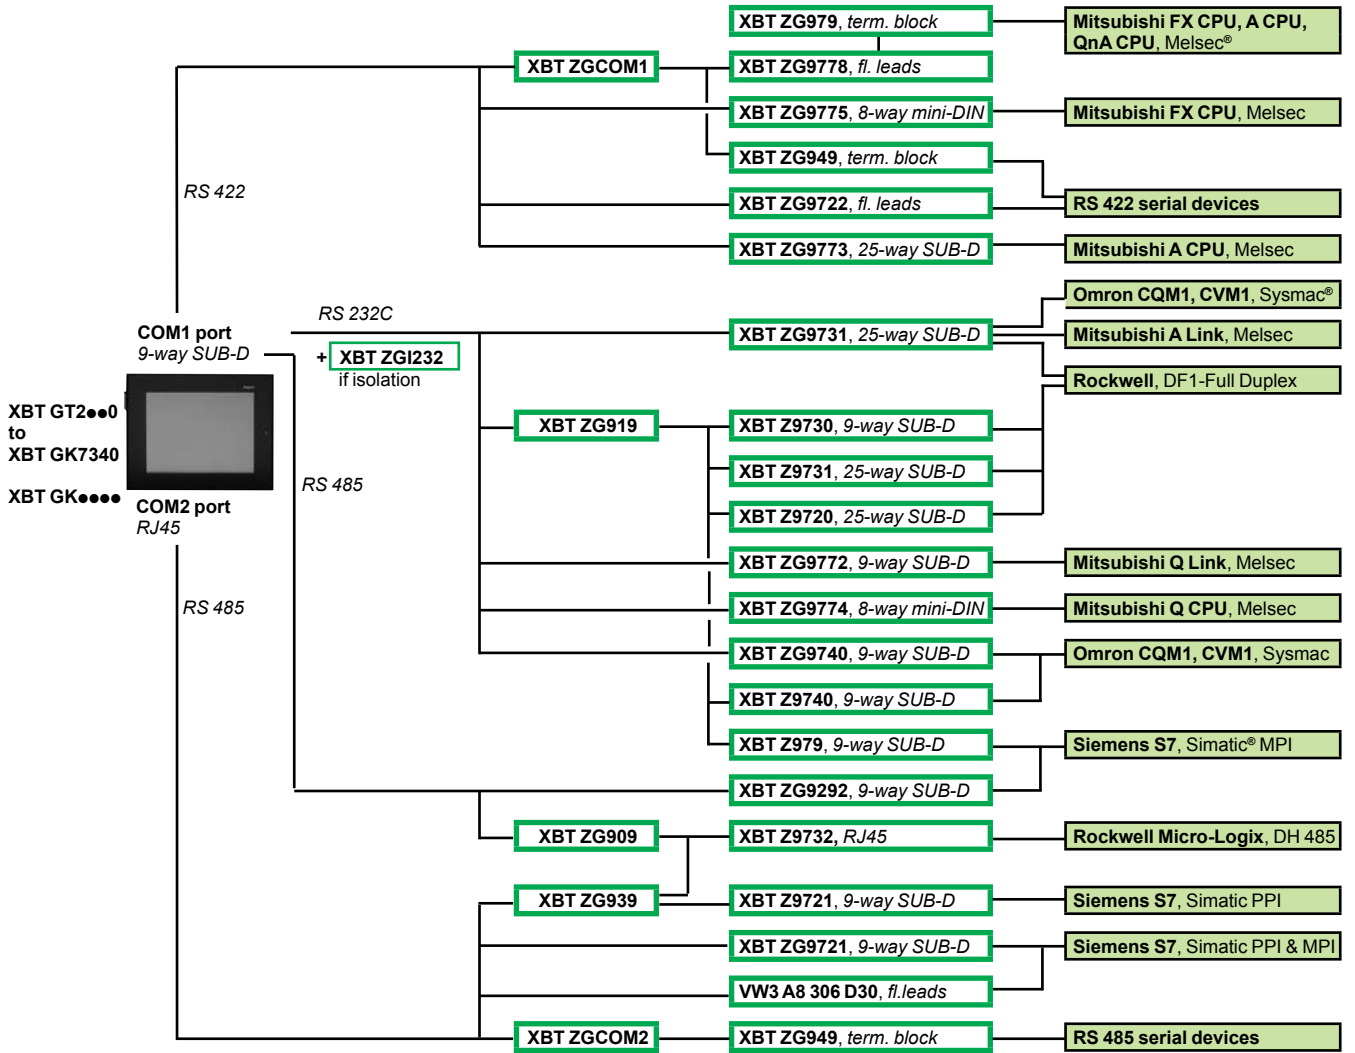 XBT ZG979, term. block
Mitsubishi FX CPU, A CPU,
QnA CPU, Melsec®
XBT ZGCOM1
XBT ZG9778, fl. leads
XBT ZG9775, 8-way mini-DIN
Mitsubishi FX CPU, Melsec
XBT ZG949, term. block
RS 422
XBT ZG9722, fl. leads
RS 422 serial devices
XBT ZG9773, 25-way SUB-D
Mitsubishi A CPU, Melsec
Omron CQM1, CVM1, Sysmac®
RS 232C
COM1 port
9-way SUB-D
XBT ZG9731, 25-way SUB-D
Mitsubishi A Link, Melsec
+ XBT ZGI232
if isolation
Rockwell, DF1-Full Duplex
XBT GT2●●0
to
XBT GK7340
XBT GK●●●●
XBT ZG919
XBT Z9730, 9-way SUB-D
XBT Z9731, 25-way SUB-D
RS 485
COM2 port
RJ45
XBT Z9720, 25-way SUB-D
XBT ZG9772, 9-way SUB-D
Mitsubishi Q Link, Melsec
RS 485
XBT ZG9774, 8-way mini-DIN
Mitsubishi Q CPU, Melsec
XBT ZG9740, 9-way SUB-D
Omron CQM1, CVM1, Sysmac
XBT Z9740, 9-way SUB-D
XBT Z979, 9-way SUB-D
Siemens S7, Simatic® MPI
XBT ZG9292, 9-way SUB-D
XBT ZG909
XBT Z9732, RJ45
Rockwell Micro-Logix, DH 485
XBT ZG939
XBT Z9721, 9-way SUB-D
Siemens S7, Simatic PPI
XBT ZG9721, 9-way SUB-D
Siemens S7, Simatic PPI & MPI
VW3 A8 306 D30, fl.leads
XBT ZGCOM2
XBT ZG949, term. block
RS 485 serial devices